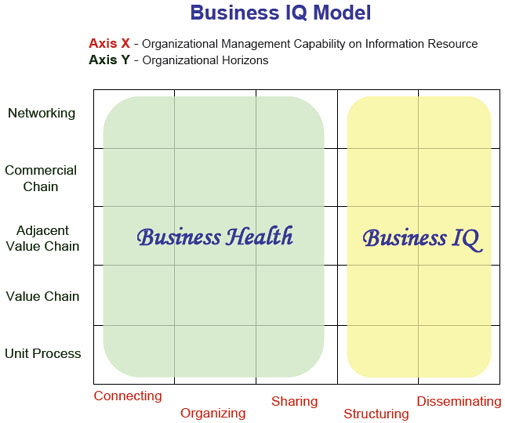 Business IQ Model
Axis X - Organizational Management Capability on Information Resource
Axis Y - Organizational Horizons
Networking
Commercial
Chain
Adjacent
Value Chain
Business Health
Business IQ
Value Chain
Unit Process
Connecting
Organizing
Sharing
Structuring
Disseminating